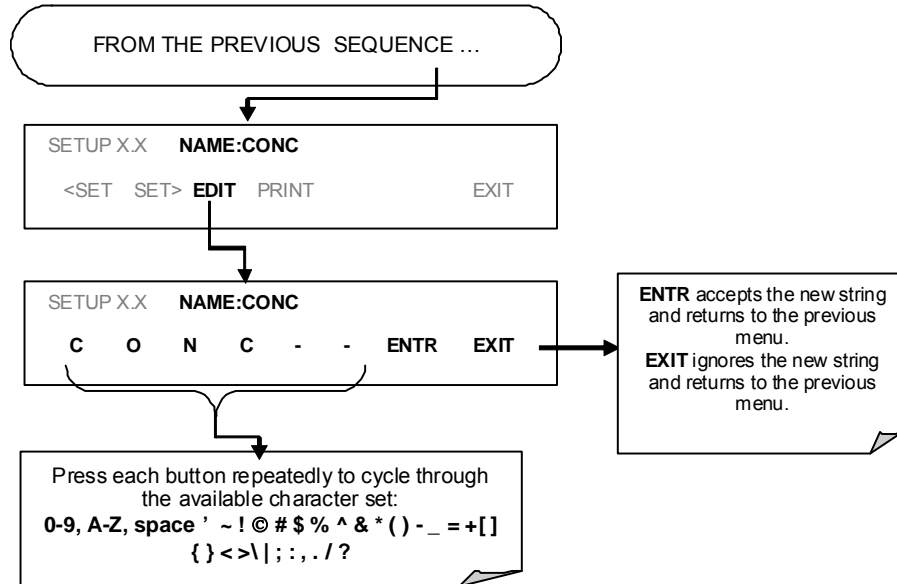 FROM THE PREVIOUS SEQUENCE …
SETUP X.X NAME:CONC
<SET SET> EDIT PRINT EXIT
SETUP X.X NAME:CONC
C O N C - - ENTR EXIT
ENTR accepts the new string
and returns to the previous
menu.
EXIT ignores the new string
and returns to the previous
menu.
Press each button repeatedly to cycle through
the available character set:
0-9, A-Z, space ’ ~ ! © # $ % ^ & * ( ) - _ = +[ ]
{ } < >\ | ; : , . / ?